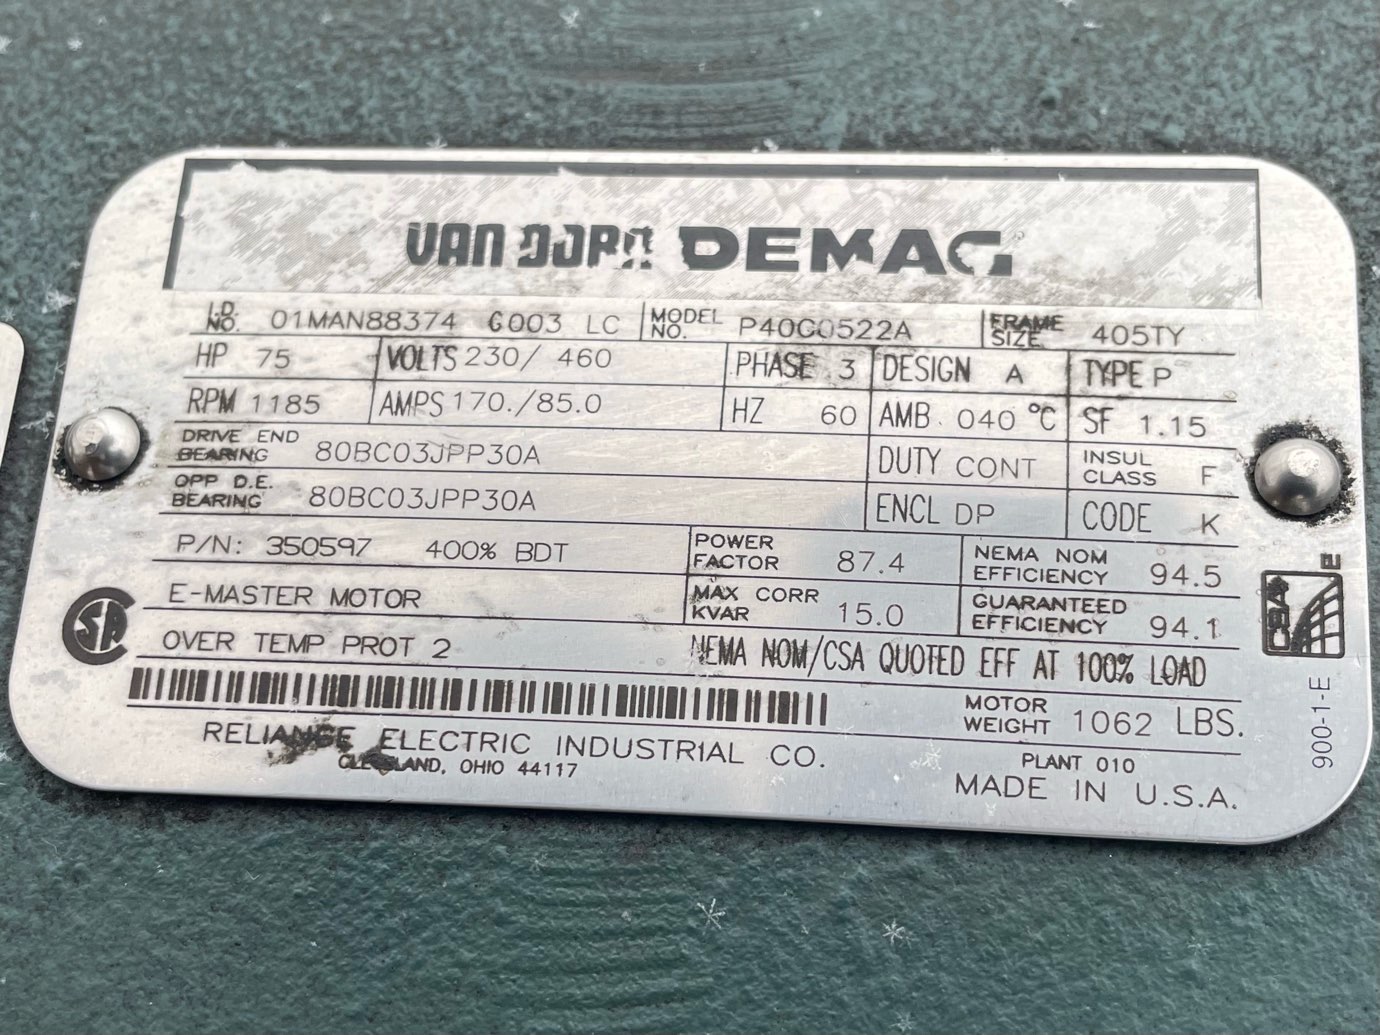 VAN DORN DEMAG
I.D. NO. 01MAN88374 G003 LC MODEL NO. P40G0522A FRAME SIZE 405TY
HP 75 VOLTS 230/ 460 PHASE 3 DESIGN A TYPE P
RPM 1185 AMPS 170./85.0 HZ 60 AMB. 040 °C SF 1.15
DRIVE END BEARING 80BC03JPP30A DUTY CONT INSUL CLASS F
OPP D.E. BEARING 80BC03JPP30A ENCL DP CODE K
P/N: 350597 400% BDT POWER FACTOR 87.4 NEMA NOM EFFICIENCY 94.5
E-MASTER MOTOR MAX CORR KVAR 15.0 GUARANTEED EFFICIENCY 94.1
OVER TEMP PROT 2 NEMA NOM/CSA QUOTED EFF AT 100% LOAD
MOTOR WEIGHT 1062 LBS.
RELIANCE ELECTRIC INDUSTRIAL CO.
CLEVELAND, OHIO 44117 PLANT 010
MADE IN U.S.A.
900-1-E
CSA
E